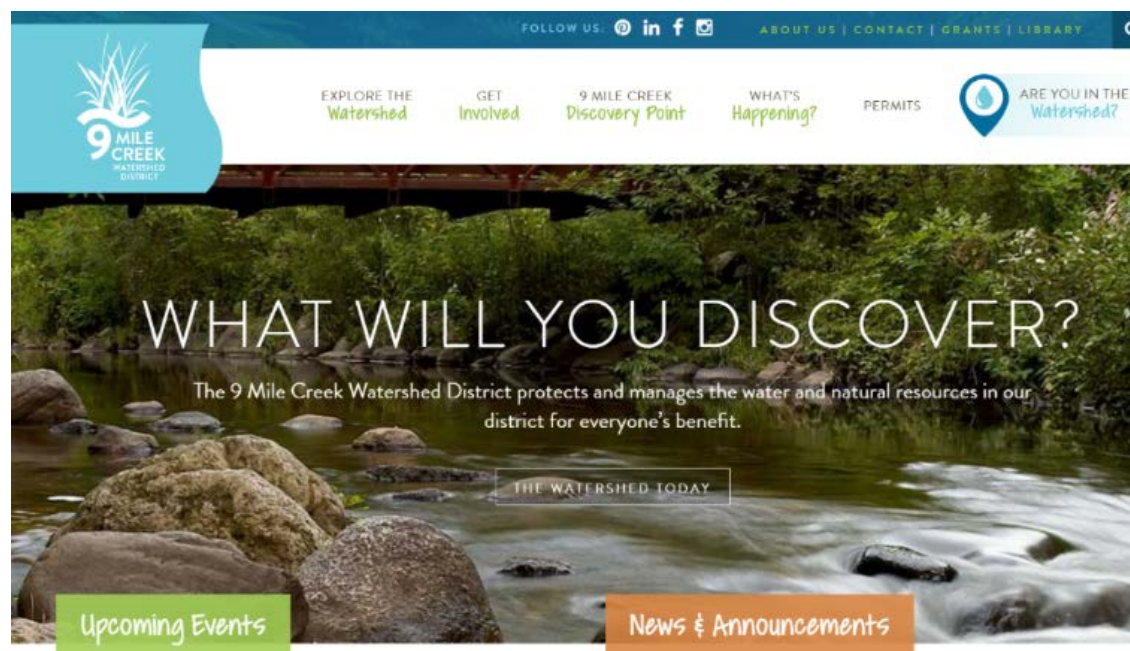 FOLLOW US:
ABOUT US | CONTACT | GRANTS | LIBRARY
9 MILE
CREEK
WATERSHED
DISTRICT
EXPLORE THE
Watershed
GET
Involved
9 MILE CREEK
Discovery Point
WHAT'S
Happening?
PERMITS
ARE YOU IN THE
Watershed?
WHAT WILL YOU DISCOVER?
The 9 Mile Creek Watershed District protects and manages the water and natural resources in our
district for everyone's benefit.
THE WATERSHED TODAY
Upcoming Events
News & Announcements